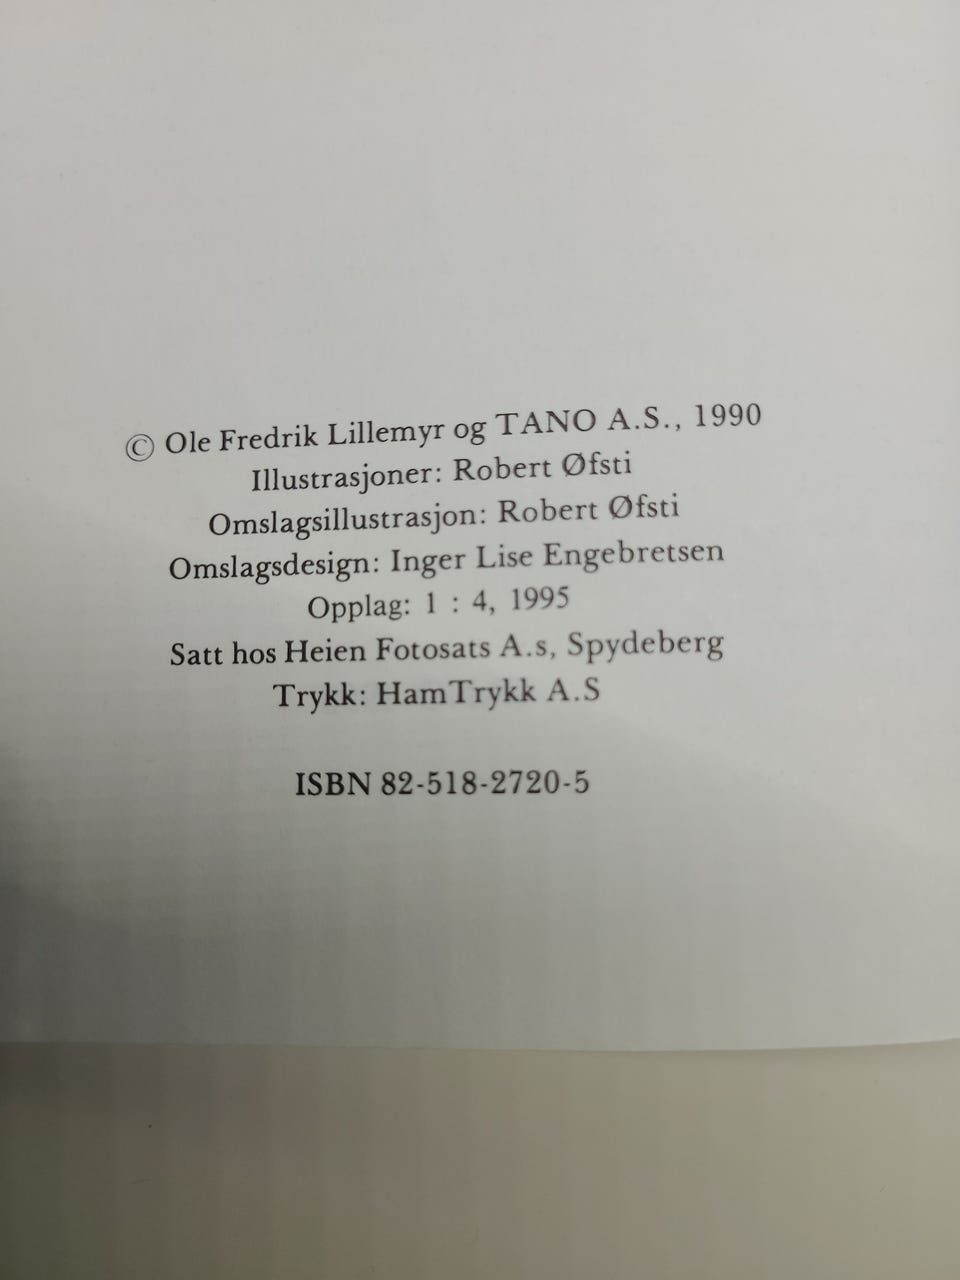 © Ole Fredrik Lillemyr og TANO A.S., 1990
Illustrasjoner: Robert Øfsti
Omslagsillustrasjon: Robert Øfsti
Omslagsdesign: Inger Lise Engebretsen
Opplag: 1 : 4, 1995
Satt hos Heien Fotosats A.s, Spydeberg
Trykk: HamTrykk A.S
ISBN 82-518-2720-5